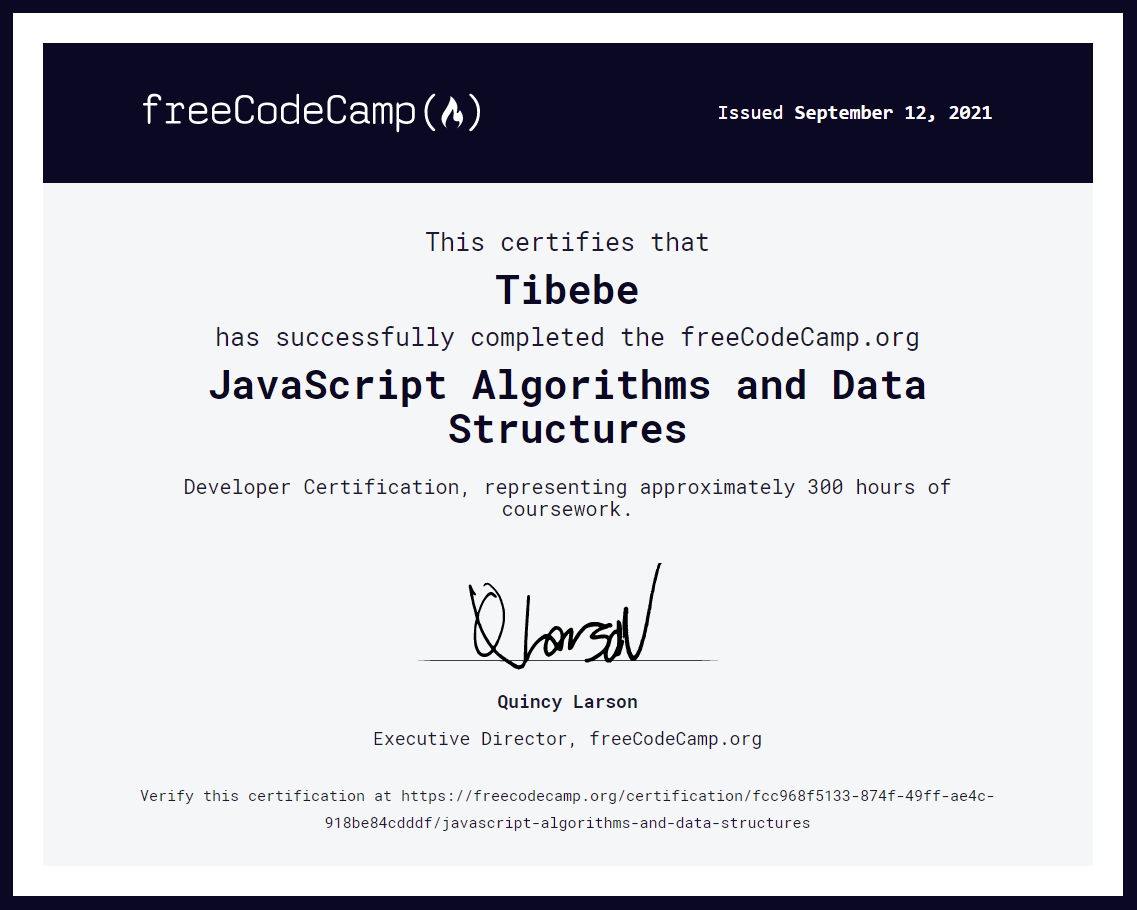 freeCodeCamp(🔥)
Issued September 12, 2021
This certifies that
Tibebe
has successfully completed the freeCodeCamp.org
JavaScript Algorithms and Data
Structures
Developer Certification, representing approximately 300 hours of
coursework.
Q Larson
Quincy Larson
Executive Director, freeCodeCamp.org
Verify this certification at https://freecodecamp.org/certification/fcc968f5133-874f-49ff-ae4c-
918be84cdddf/javascript-algorithms-and-data-structures